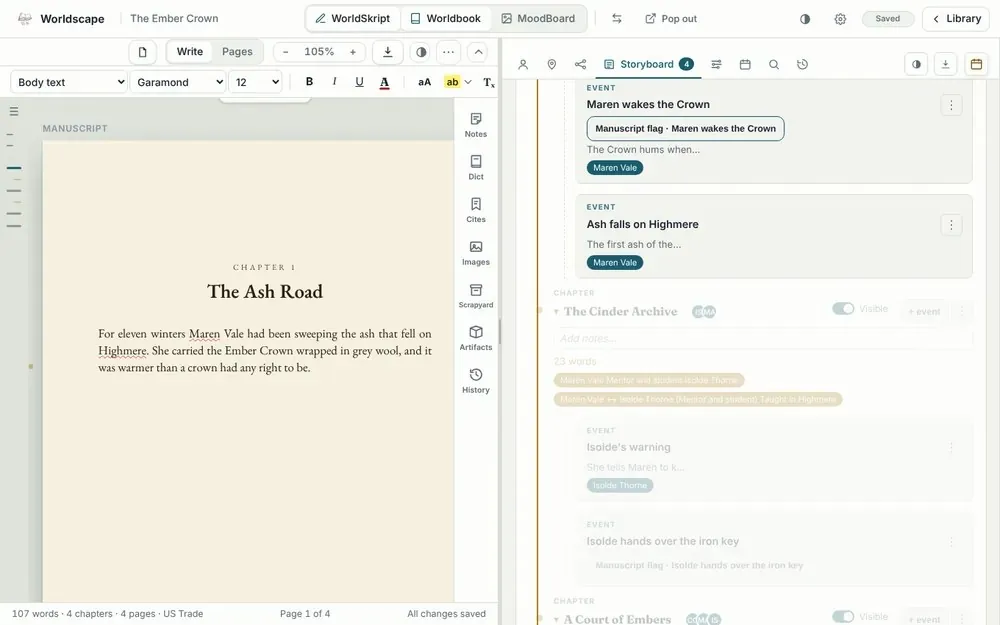 Worldscape
The Ember Crown
WorldSkript
Worldbook
MoodBoard
Pop out
Saved
Library
Write
Pages
− 105% +
Body text
Garamond
12
B I U A aA ab Tx
Storyboard 4
MANUSCRIPT
CHAPTER 1
The Ash Road
For eleven winters Maren Vale had been sweeping the ash that fell on
Highmere. She carried the Ember Crown wrapped in grey wool, and it
was warmer than a crown had any right to be.
Notes
Dict
Cites
Images
Scrapyard
Artifacts
History
107 words · 4 chapters · 4 pages · US Trade
Page 1 of 4
All changes saved
EVENT
Maren wakes the Crown
Manuscript flag · Maren wakes the Crown
The Crown hums when...
Maren Vale
EVENT
Ash falls on Highmere
The first ash of the...
Maren Vale
CHAPTER
The Cinder Archive
Visible
+ event
Add notes...
23 words
Maren Vale Mentor and student Isolde Thorne
Maren Vale ↔ Isolde Thorne (Mentor and student) Taught in Highmere
EVENT
Isolde's warning
She tells Maren to k...
Isolde Thorne
EVENT
Isolde hands over the iron key
Manuscript flag · Isolde hands over the iron key
CHAPTER
A Court of Embers
Visible
+ event